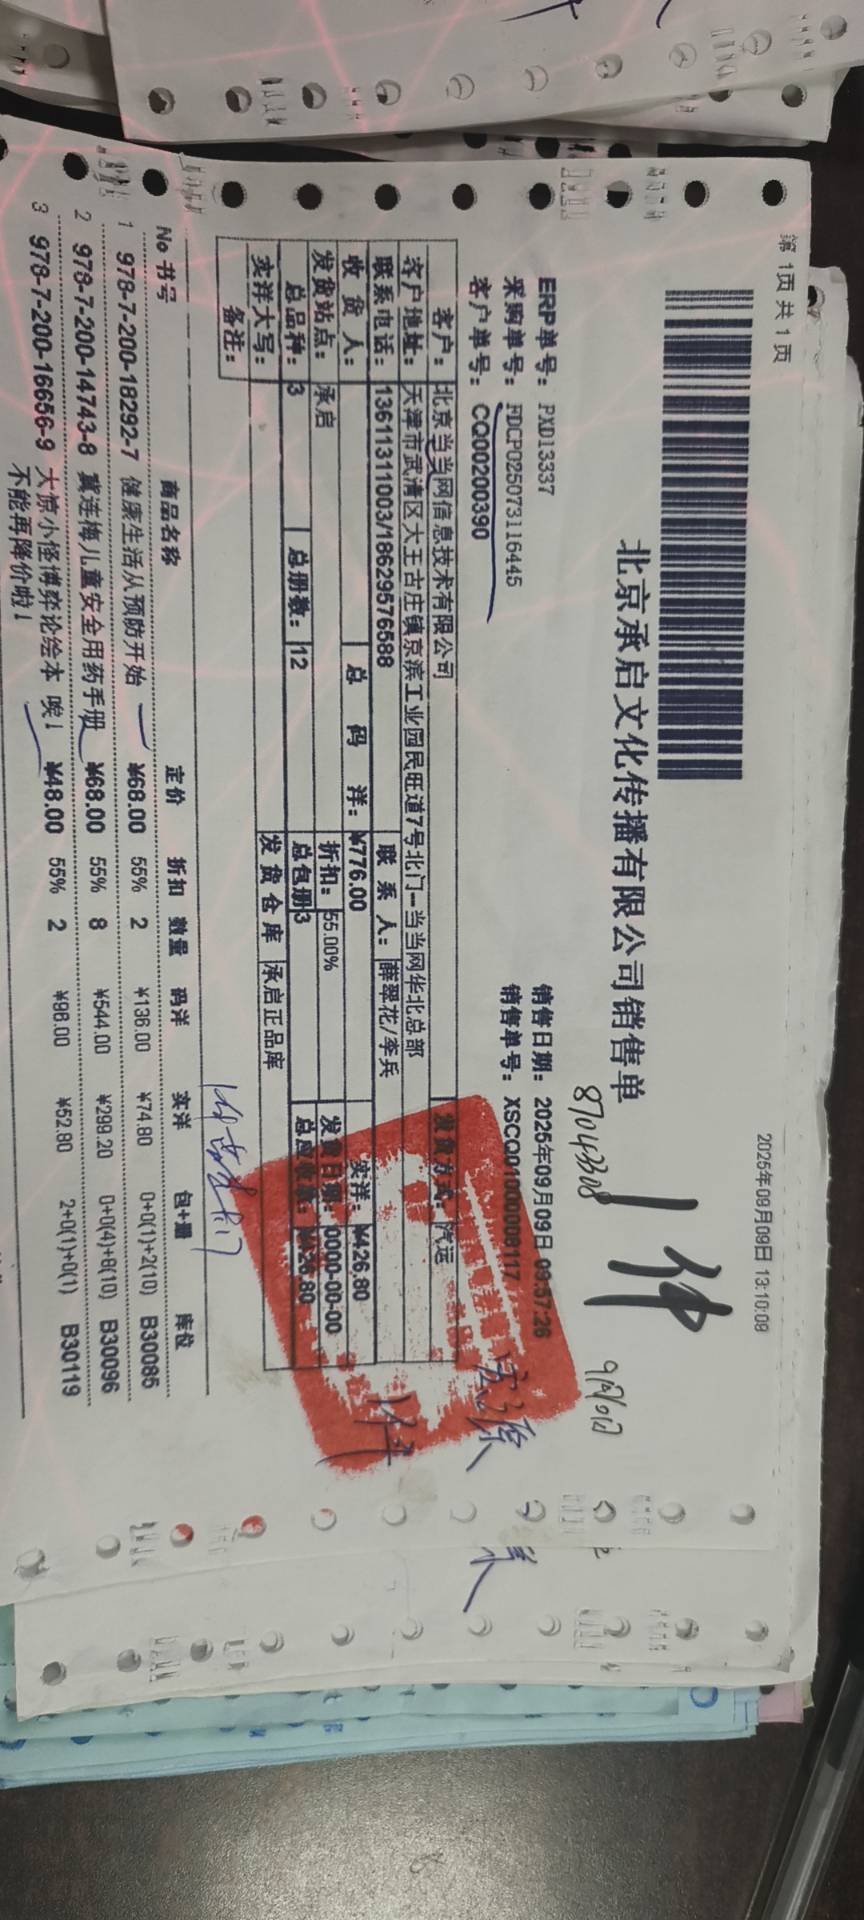 第 1页 共 1 页
2025年09月09日 13:10:09
北京承启文化传播有限公司销售单
1件
87043308
ERP单号： PXD13337
销售日期： 2025年09月09日 09:57:26
采购单号： FDCPO25073116445
销售单号： XSCQ01000008117
客户单号： CQ00200390
客户： 北京当当网信息技术有限公司 发货方式： 汽运
客户地址： 天津市武清区大王古庄镇京滨工业园民旺道7号北门—当当网华北总部
联系电话： 13611311003/18629576588 联 系 人： 薛翠花/李兵
收 货 人： 总 码 洋： ¥776.00 实洋： ¥426.80
发货站点： 承启 折扣： 55.00% 发货日期： 0000-00-00
总品种： 3 总册数： 12 总包册 3 总应收款： ¥426.80
实洋大写： 发 货 仓 库 承启正品库
备注：
No 书号 商品名称 定价 折扣 数量 码洋 实洋 包+量 库位
1 978-7-200-18292-7 健康生活从预防开始 ¥68.00 55% 2 ¥136.00 ¥74.80 0+0(1)+2(10) B30085
2 978-7-200-14743-8 冀连梅儿童安全用药手册 ¥68.00 55% 8 ¥544.00 ¥299.20 0+0(4)+8(10) B30096
3 978-7-200-16656-9 大惊小怪博弈论绘本 唉！ ¥48.00 55% 2 ¥96.00 ¥52.80 2+0(1)+0(1) B30119
不能再降价啦！